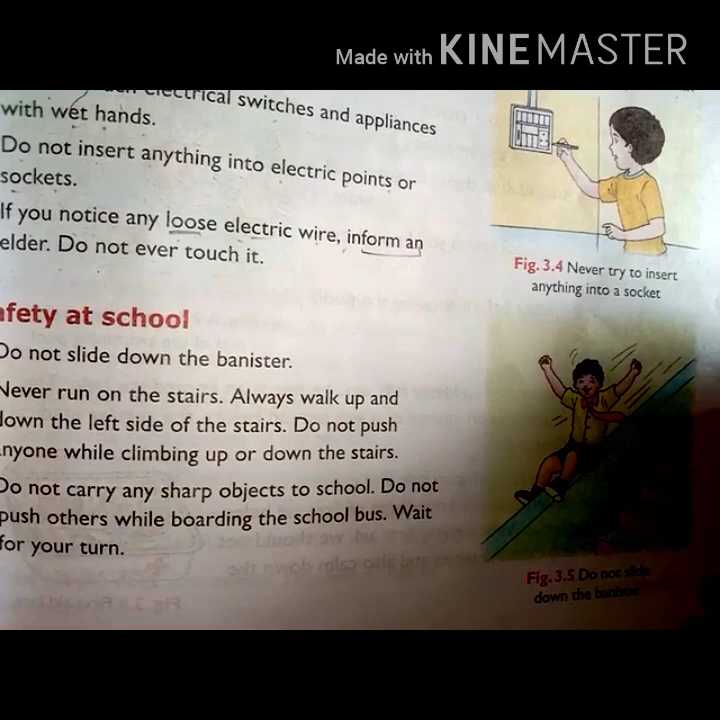 Made with KINEMASTER
electrical switches and appliances
with wet hands.
Do not insert anything into electric points or
sockets.
If you notice any loose electric wire, inform an
elder. Do not ever touch it.
Fig. 3.4 Never try to insert
anything into a socket
afety at school
Do not slide down the banister.
Never run on the stairs. Always walk up and
down the left side of the stairs. Do not push
anyone while climbing up or down the stairs.
Do not carry any sharp objects to school. Do not
push others while boarding the school bus. Wait
for your turn.
Fig. 3.5 Do not slide
down the banister